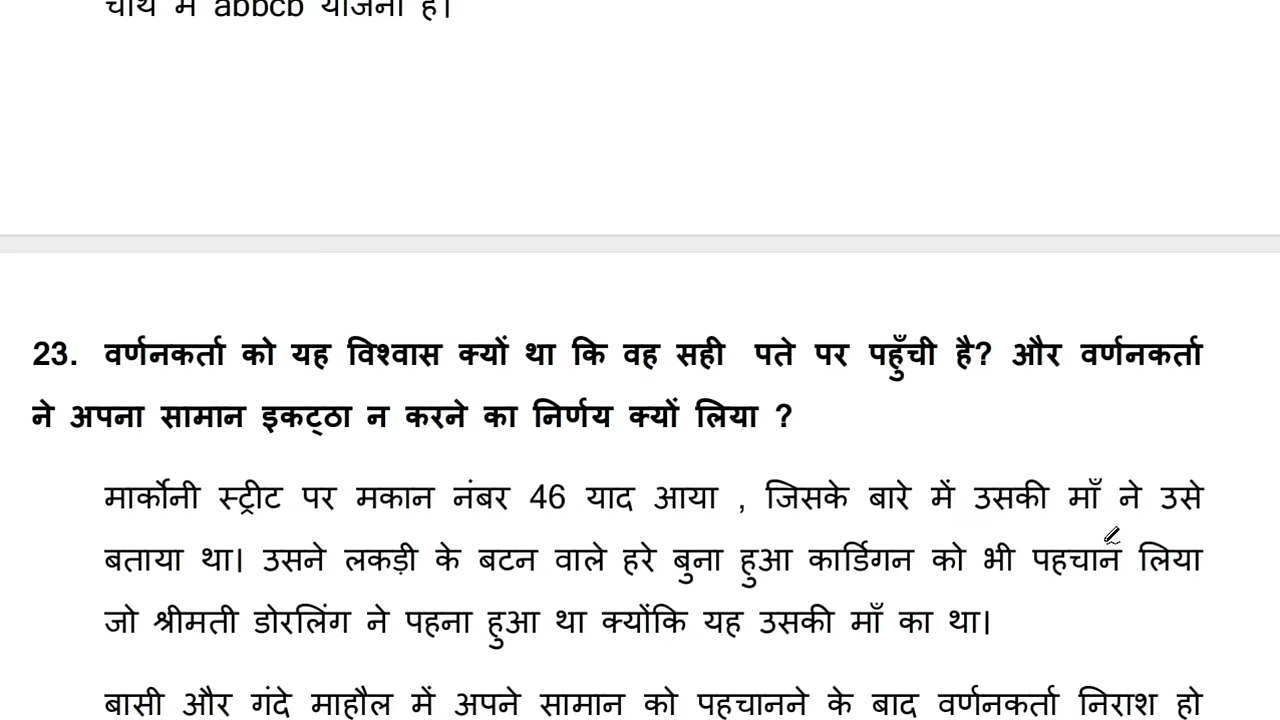 चौथे में abbcb योजना है।
23. वर्णनकर्ता को यह विश्वास क्यों था कि वह सही पते पर पहुँची है? और वर्णनकर्ता
ने अपना सामान इकट्ठा न करने का निर्णय क्यों लिया ?
मार्कोनी स्ट्रीट पर मकान नंबर 46 याद आया , जिसके बारे में उसकी माँ ने उसे
बताया था। उसने लकड़ी के बटन वाले हरे बुना हुआ कार्डिगन को भी पहचान लिया
जो श्रीमती डोरलिंग ने पहना हुआ था क्योंकि यह उसकी माँ का था।
बासी और गंदे माहौल में अपने सामान को पहचानने के बाद वर्णनकर्ता निराश हो